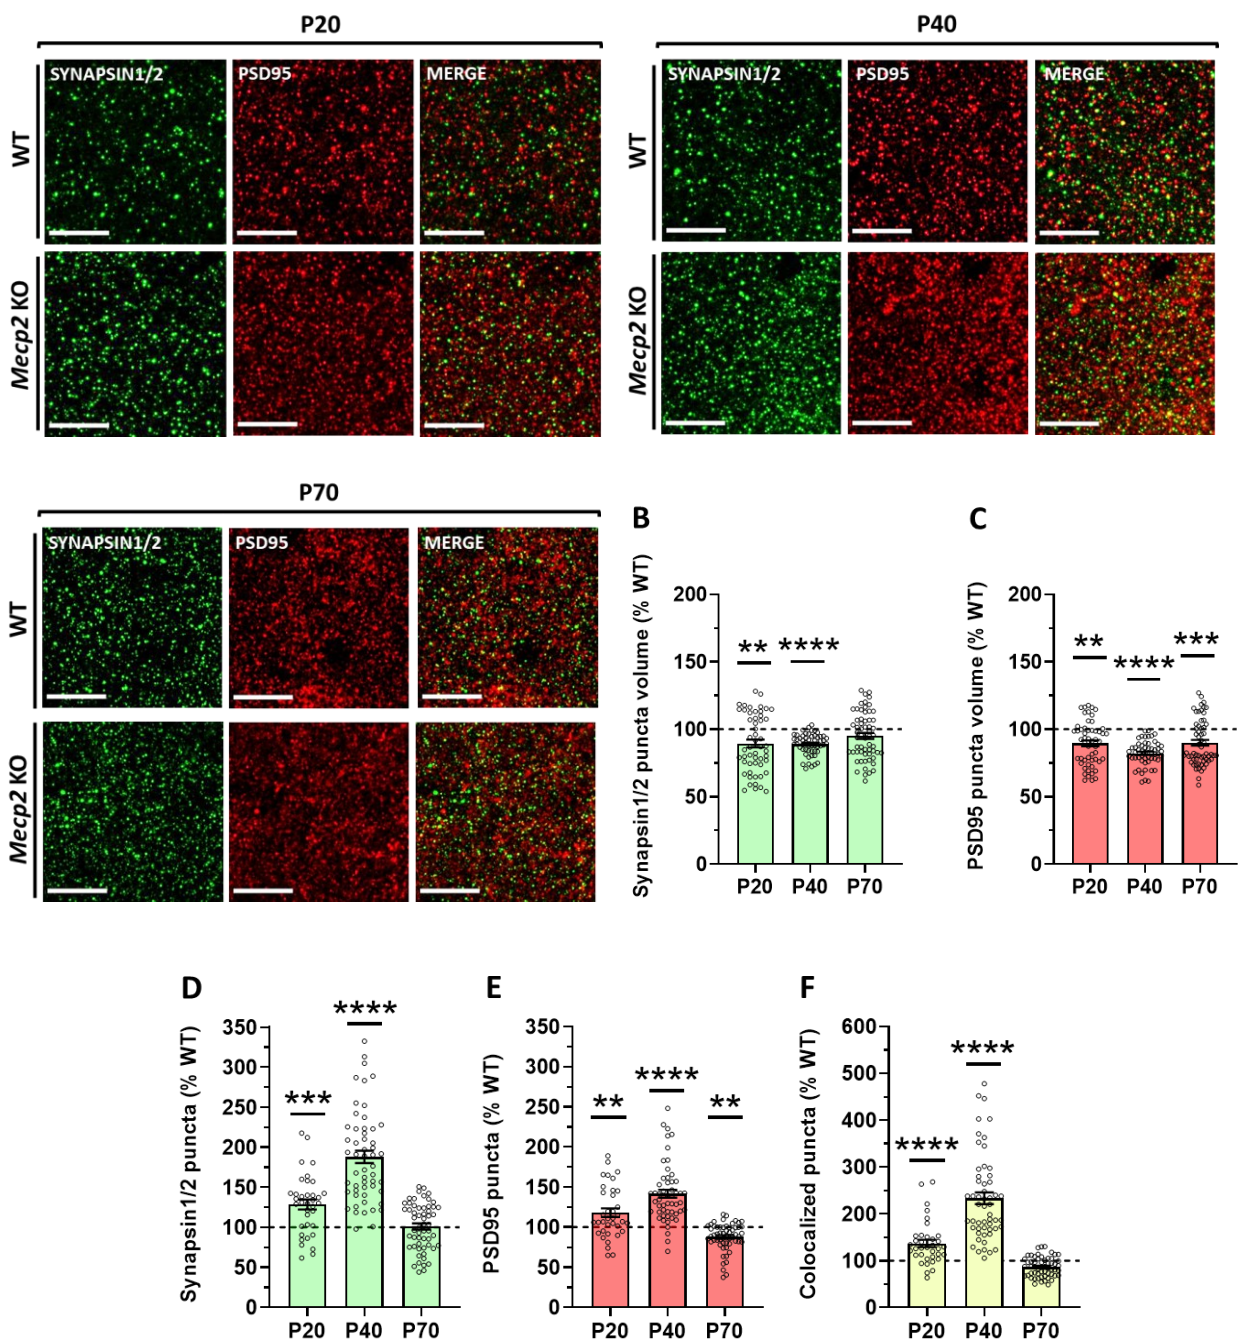 P20
P40
SYNAPSIN1/2 PSD95 MERGE
SYNAPSIN1/2 PSD95 MERGE
WT
WT
Mecp2 KO
Mecp2 KO
P70
SYNAPSIN1/2 PSD95 MERGE
WT
Mecp2 KO
B
Synapsin1/2 puncta volume (% WT)
200
150
100
50
0
** ****
P20 P40 P70
C
PSD95 puncta volume (% WT)
200
150
100
50
0
** **** ***
P20 P40 P70
D
Synapsin1/2 puncta (% WT)
350
300
250
200
150
100
50
0
*** ****
P20 P40 P70
E
PSD95 puncta (% WT)
350
300
250
200
150
100
50
0
** **** **
P20 P40 P70
F
Colocalized puncta (% WT)
600
500
400
300
200
100
0
**** ****
P20 P40 P70